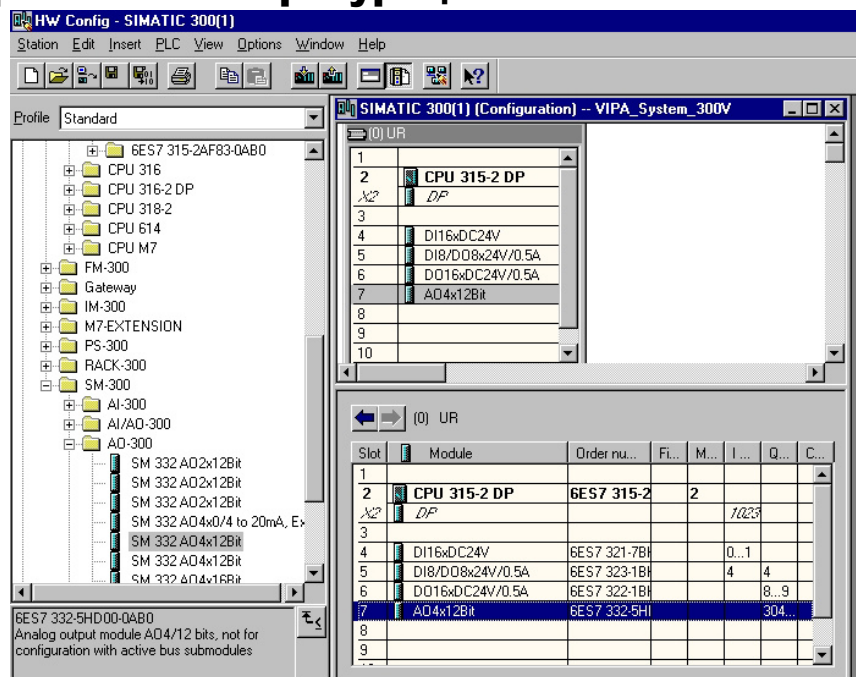 HW Config - SIMATIC 300(1)
Station Edit Insert PLC View Options Window Help
Profile Standard
6ES7 315-2AF83-0AB0
CPU 316
CPU 316-2 DP
CPU 318-2
CPU 614
CPU M7
FM-300
Gateway
IM-300
M7-EXTENSION
PS-300
RACK-300
SM-300
AI-300
AI/AO-300
AO-300
SM 332 AO2x12Bit
SM 332 AO2x12Bit
SM 332 AO2x12Bit
SM 332 AO4x0/4 to 20mA, Ex
SM 332 AO4x12Bit
SM 332 AO4x12Bit
SM 332 AO4x16Bit
6ES7 332-5HD00-0AB0
Analog output module AO4/12 bits, not for
configuration with active bus submodules
SIMATIC 300(1) (Configuration) -- VIPA_System_300V
(0) UR
1
2 CPU 315-2 DP
X2 DP
3
4 DI16xDC24V
5 DI8/DO8x24V/0.5A
6 DO16xDC24V/0.5A
7 AO4x12Bit
8
9
10
(0) UR
Slot Module Order nu... Fi... M... I ... Q... C...
1
2 CPU 315-2 DP 6ES7 315-2 2
X2 DP 1023
3
4 DI16xDC24V 6ES7 321-7BH 0...1
5 DI8/DO8x24V/0.5A 6ES7 323-1BH 4 4
6 DO16xDC24V/0.5A 6ES7 322-1BH 8...9
7 AO4x12Bit 6ES7 332-5HD 304...
8
9